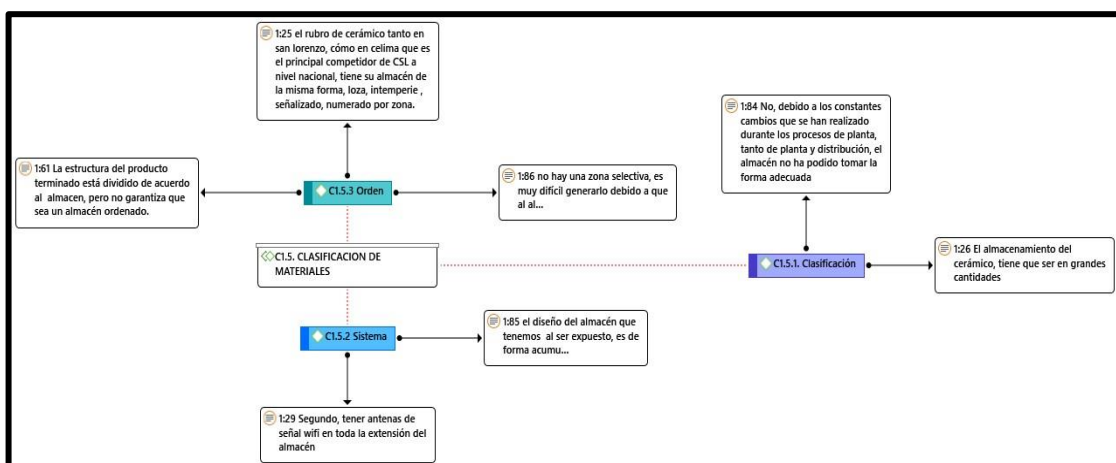 1:25 el rubro de cerámico tanto en
san lorenzo, cómo en celima que es
el principal competidor de CSL a
nivel nacional, tiene su almacén de
la misma forma, loza, intemperie ,
señalizado, numerado por zona.
1:84 No, debido a los constantes
cambios que se han realizado
durante los procesos de planta,
tanto de planta y distribución, el
almacén no ha podido tomar la
forma adecuada
1:61 La estructura del producto
terminado está dividido de acuerdo
al almacen, pero no garantiza que
sea un almacén ordenado.
C1.5.3 Orden
1:86 no hay una zona selectiva, es
muy difícil generarlo debido a que
al al...
C1.5. CLASIFICACION DE
MATERIALES
C1.5.1. Clasificación
1:26 El almacenamiento del
cerámico, tiene que ser en grandes
cantidades
C1.5.2 Sistema
1:85 el diseño del almacén que
tenemos al ser expuesto, es de
forma acumu...
1:29 Segundo, tener antenas de
señal wifi en toda la extensión del
almacén